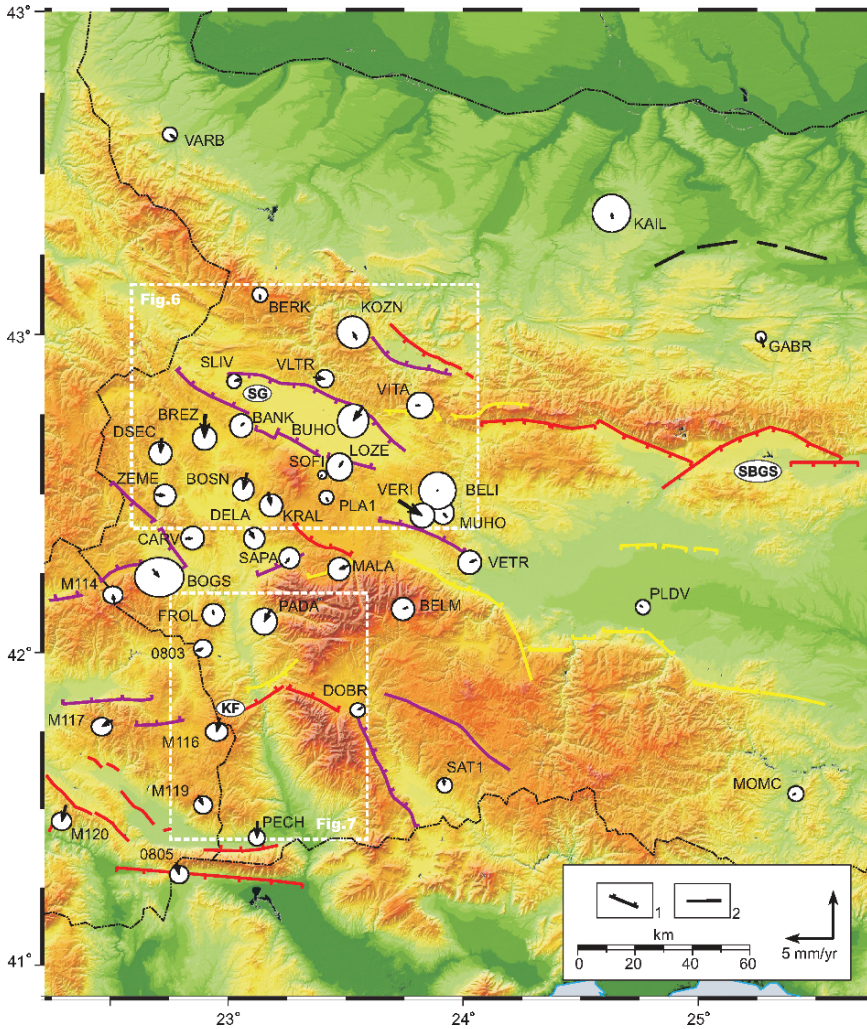 43°
VARB
KAIL
Fig.6
BERK
KOZN
43°
GABR
SLIV
VLTR
SG
VITA
BREZ
BANK
BUHO
DSEC
LOZE
SOFI
SBGS
ZEME
BOSN
VERI
BELI
PLA1
DELA
KRAL
MUHO
CARV
SAPA
MALA
VETR
M114
BOGS
PLDV
FROL
PADA
BELM
42°
0803
DOBR
KF
M117
M116
SAT1
MOMC
M119
M120
PECH
Fig.7
0805
1
2
km
0 20 40 60
5 mm/yr
41°
23°
24°
25°